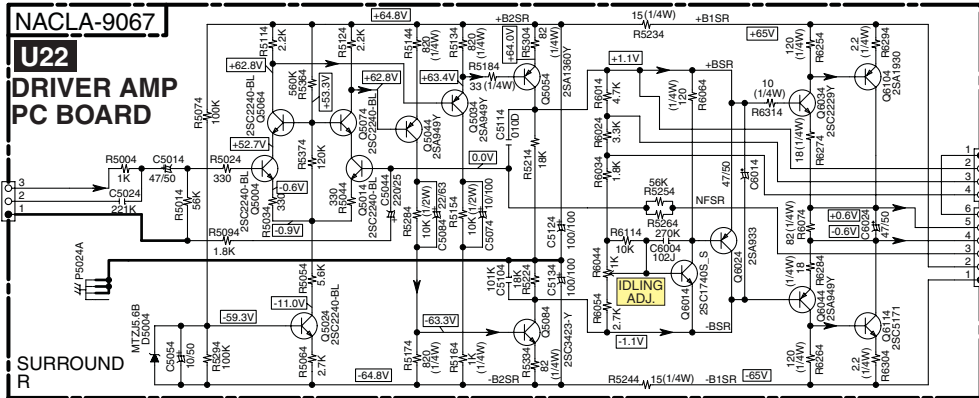 NACLA-9067
U22
DRIVER AMP
PC BOARD
SURROUND
R
+64.8V
+B2SR
15(1/4W)
R5234
+B1SR
+65V
R5114
2.2K
R5124
2.2K
R5144
820
(1/4W)
R5134
820
(1/4W)
+64.0V
R5304
82
(1/4W)
2SA1360Y
Q5054
120
(1/4W)
R6254
2.2
(1/4W)
R6294
Q6104
2SA1930
+62.8V
560K
R5364
+53.3V
+62.8V
+63.4V
R5184
33 (1/4W)
+1.1V
+BSR
10
(1/4W)
R6314
Q6034
2SC2229Y
R5074
100K
2SC2240-BL
Q5064
Q5074
2SC2240-BL
Q5044
2SA949Y
Q5034
2SA949Y
C5114
010D
R6014
4.7K
(1/4W)
120
R6064
R6024
3.3K
R6034
1.8K
18(1/4W)
R6274
+52.7V
R5374
120K
0.0V
R5214
18K
47/50
C6014
3
2
1
R5004
1K
C5014
47/50
R5024
330
C5024
221K
R5014
56K
2SC2240-BL
Q5004
-0.6V
R5034
330
-0.9V
330
R5044
Q5014
2SC2240-BL
C5044
220/25
R5284
10K (1/2W)
C5084
22/63
R5154
10K (1/2W)
C5074
10/100
56K
R5254
R5264
270K
NFSR
C5124
100/100
R6114
10K
C6004
102J
Q6024
2SA933
82 (1/4W)
R6074
+0.6V
-0.6V
C6024
47/50
R5094
1.8K
P5024A
R5054
5.6K
C5104
101K
18K
R5224
C5134
100/100
R6044
1K
IDLING
ADJ.
Q6014
2SC1740S_S
18
(1/4W)
R6284
Q6044
2SA949Y
-11.0V
-59.3V
Q5024
2SC2240-BL
-63.3V
Q5084
2SC3423-Y
R6054
2.7K
-BSR
-1.1V
Q6114
2SC5171
MTZJ5.6B
D5004
C5054
10/50
R5294
100K
R5064
2.7K
R5174
820
(1/4W)
R5164
1K
(1/4W)
R5334
82
(1/4W)
120
(1/4W)
R6264
2.2
(1/4W)
R6304
-64.8V
-B2SR
R5244
15(1/4W)
-B1SR
-65V
1
2
3
4
6
5
4
3
2
1